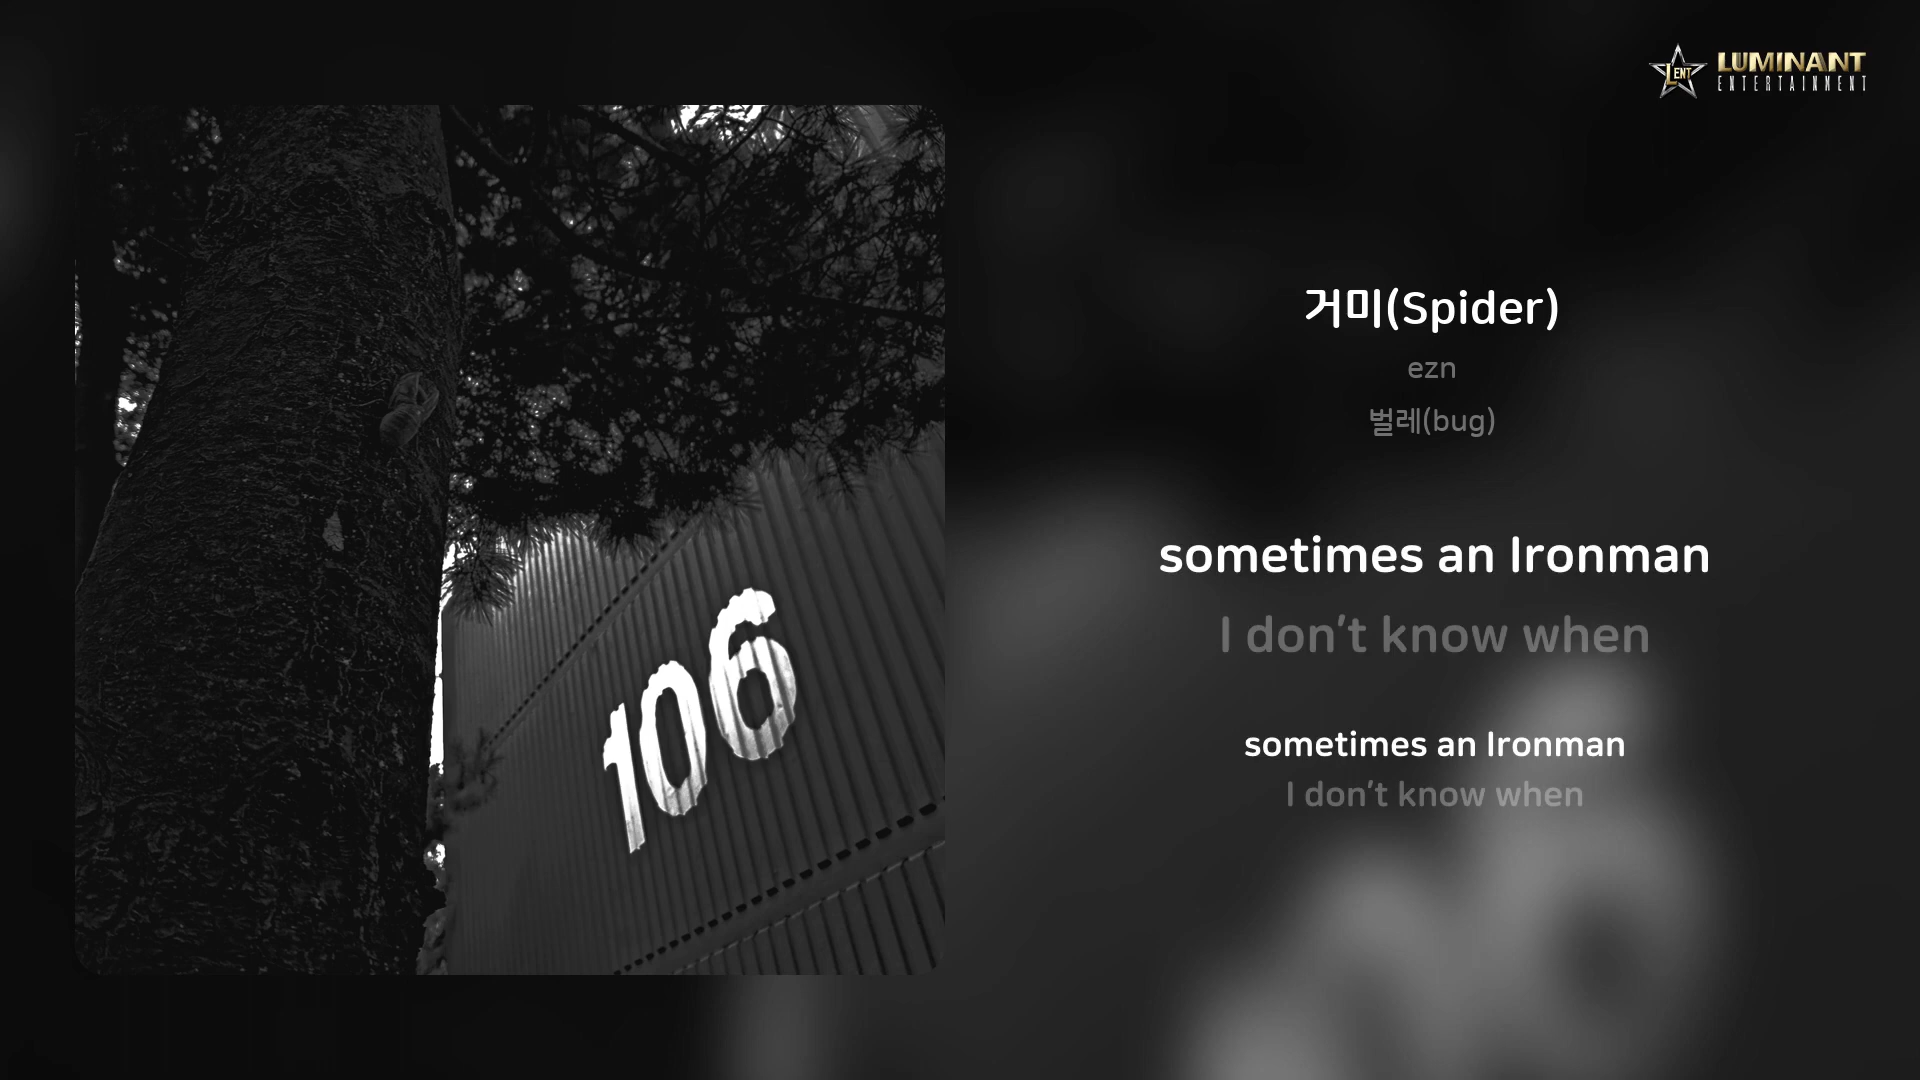 LENT
LUMINANT
ENTERTAINMENT
거미(Spider)
ezn
벌레(bug)
sometimes an Ironman
I don't know when
sometimes an Ironman
I don't know when
106